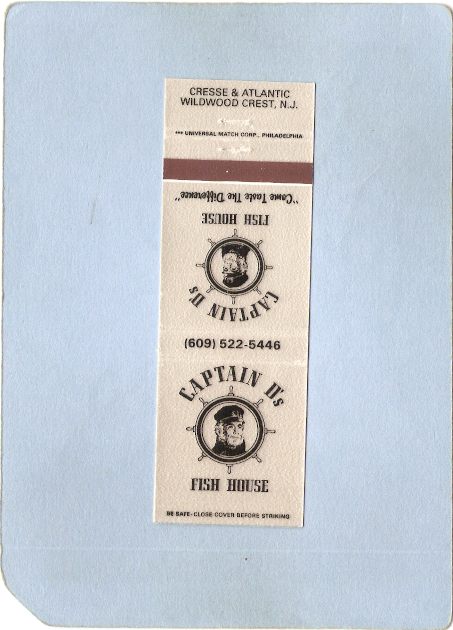 CRESSE & ATLANTIC
WILDWOOD CREST, N.J.
*** UNIVERSAL MATCH CORP., PHILADELPHIA
"Come Taste The Difference"
FISH HOUSE
CAPTAIN D's
(609) 522-5446
CAPTAIN D's
FISH HOUSE
BE SAFE - CLOSE COVER BEFORE STRIKING